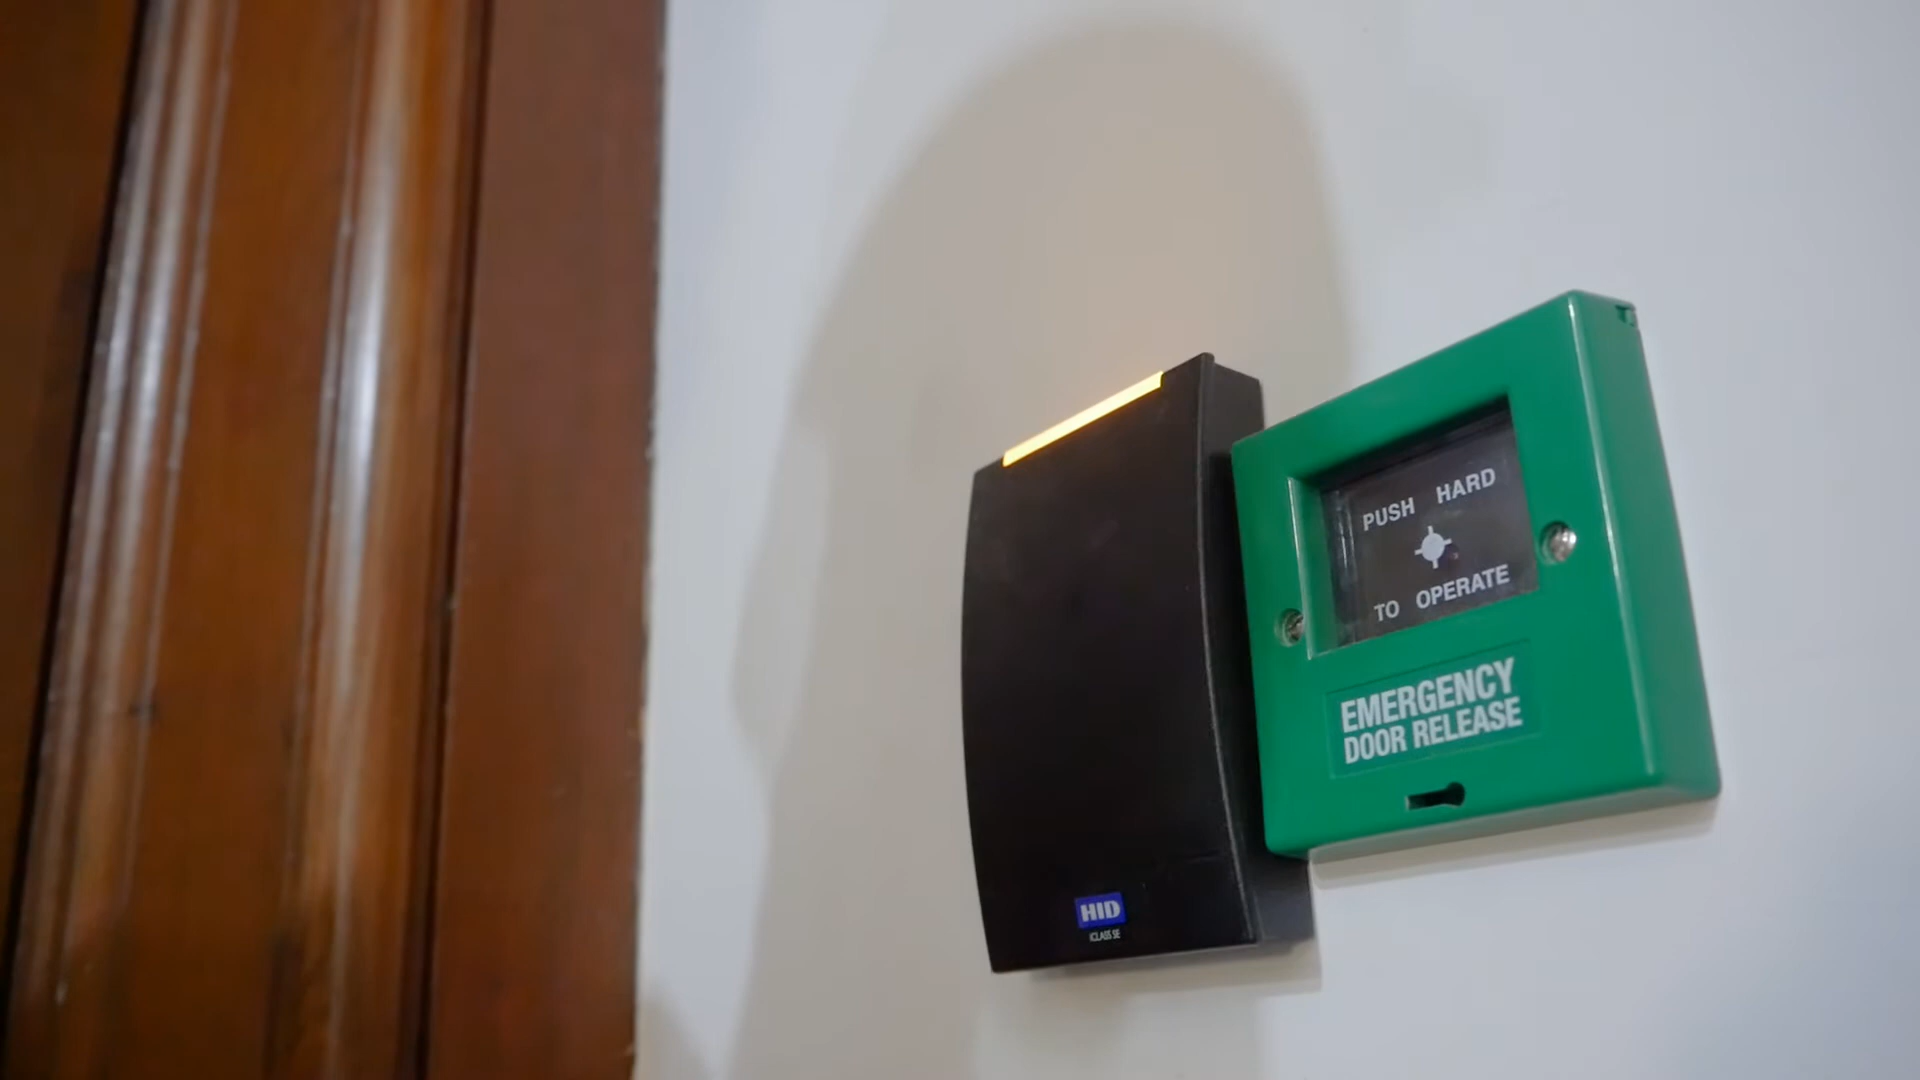 PUSH HARD
TO OPERATE
EMERGENCY
DOOR RELEASE
HID
iCLASS SE